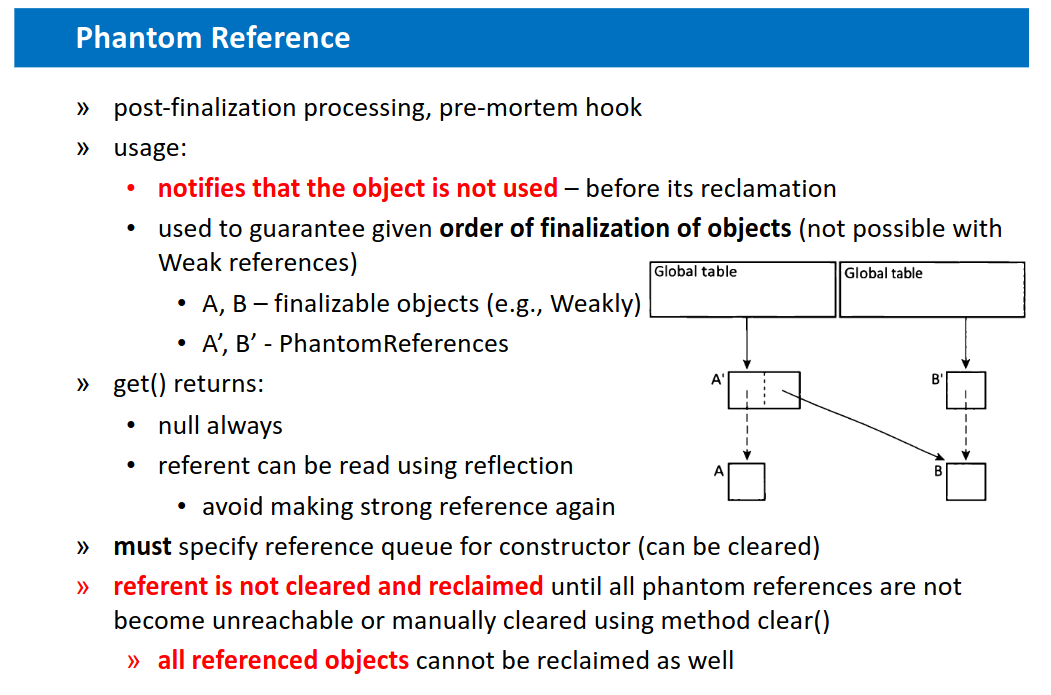 Phantom Reference
» post-finalization processing, pre-mortem hook
» usage:
• notifies that the object is not used – before its reclamation
• used to guarantee given order of finalization of objects (not possible with
Weak references)
• A, B – finalizable objects (e.g., Weakly)
• A’, B’ - PhantomReferences
» get() returns:
• null always
• referent can be read using reflection
• avoid making strong reference again
» must specify reference queue for constructor (can be cleared)
» referent is not cleared and reclaimed until all phantom references are not
become unreachable or manually cleared using method clear()
» all referenced objects cannot be reclaimed as well
Global table
Global table
A'
B'
A
B